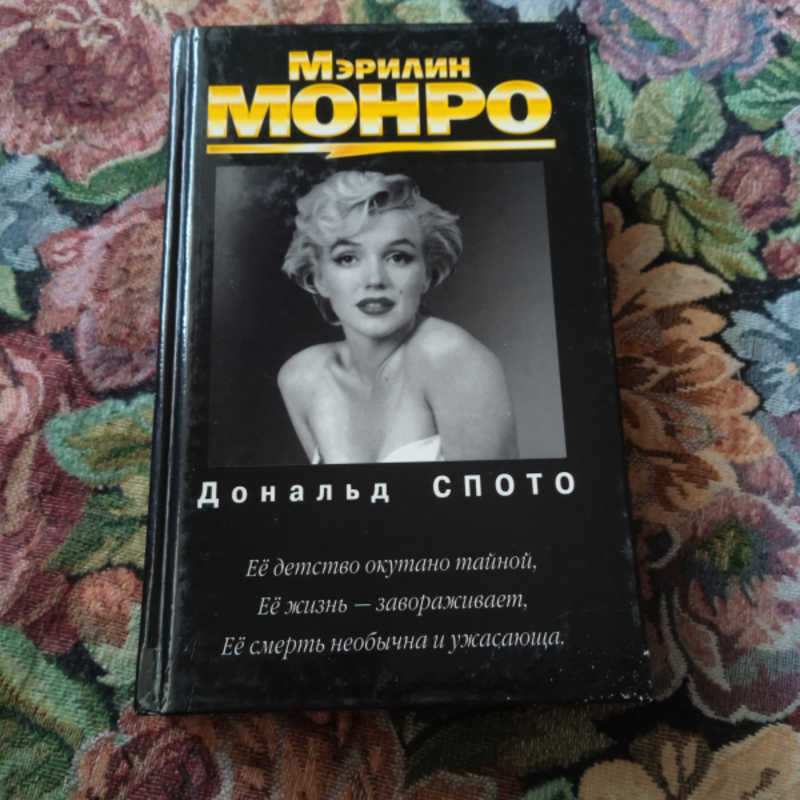 Мэрилин
МОНРО
Дональд СПОТО
Её детство окутано тайной,
Её жизнь — завораживает,
Её смерть необычна и ужасающа.